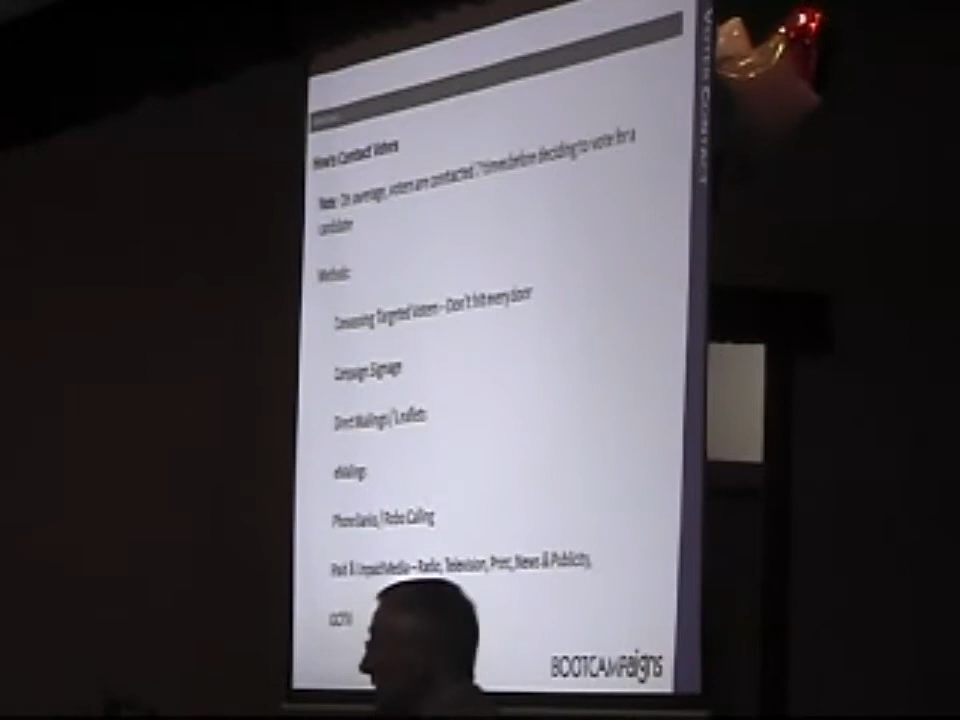 VOTER CONTACT
How's Contact Voters
Note: On average, voters are contacted 7 times before deciding to vote for a
candidate
Methods:
Canvassing Targeted Voters – Don't hit every door
Campaign Signage
Direct Mailings / Leaflets
eMailings
Phone Banks / Robo Calling
Paid & Unpaid Media – Radio, Television, Print, News & Publicity,
GOTV
BOOTCAMPaigns